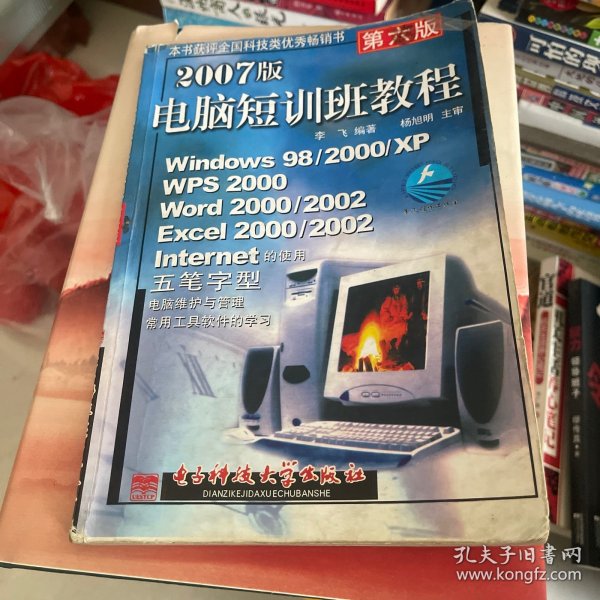 本书获评全国科技类优秀畅销书
第六版
2007版
电脑短训班教程
李 飞 编著 杨旭明 主审
Windows 98/2000/XP
WPS 2000
Word 2000/2002
Excel 2000/2002
Internet的使用
五笔字型
电脑维护与管理
常用工具软件的学习
电子科技大学出版社
DIANZIKEJIDAXUECHUBANSHE
UESTCP
官道
孔夫子旧书网
www.kongfz.com